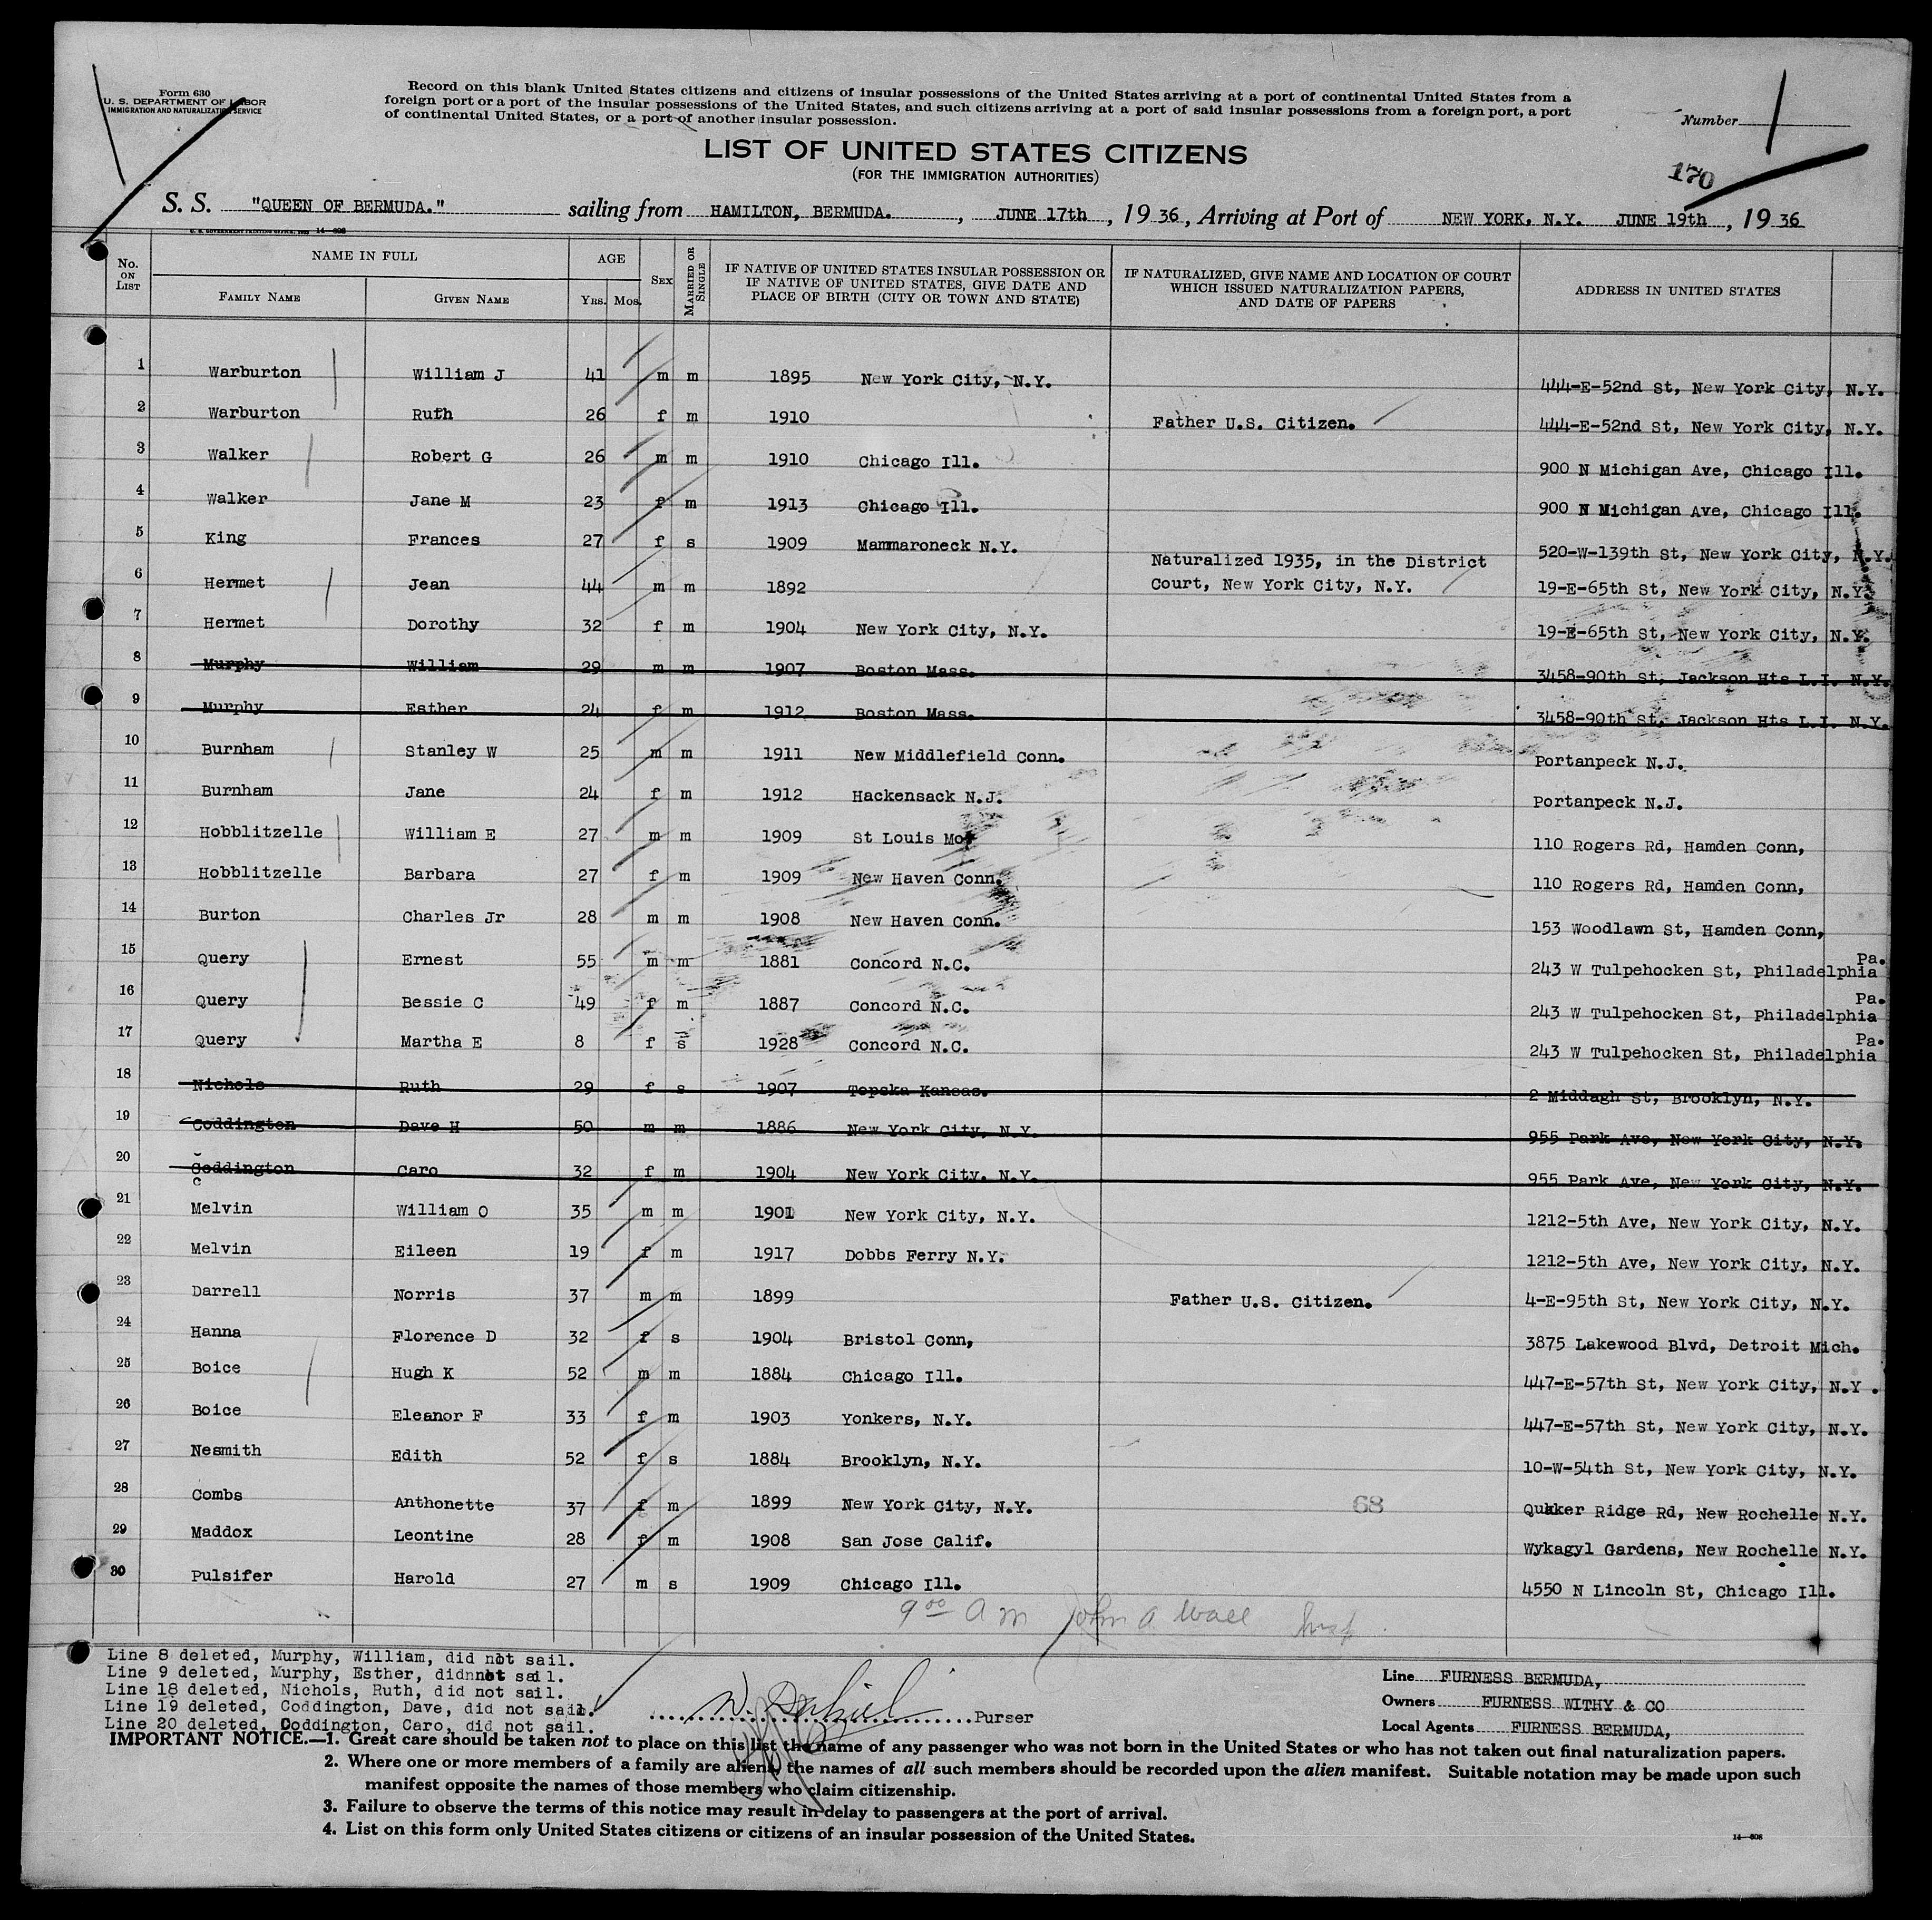 Form 630
U. S. DEPARTMENT OF LABOR
IMMIGRATION AND NATURALIZATION SERVICE
Record on this blank United States citizens and citizens of insular possessions of the United States arriving at a port of continental United States from a
foreign port or a port of the insular possessions of the United States, and such citizens arriving at a port of said insular possessions from a foreign port, a port
of continental United States, or a port of another insular possession.
Number 1
LIST OF UNITED STATES CITIZENS
(FOR THE IMMIGRATION AUTHORITIES)
170
S. S. "QUEEN OF BERMUDA." sailing from HAMILTON, BERMUDA. , JUNE 17th , 19 36, Arriving at Port of NEW YORK, N.Y. JUNE 19th , 19 36
U. S. GOVERNMENT PRINTING OFFICE, 14—608
No. ON LIST NAME IN FULL AGE SEX MARRIED OR SINGLE IF NATIVE OF UNITED STATES INSULAR POSSESSION OR IF NATIVE OF UNITED STATES, GIVE DATE AND PLACE OF BIRTH (CITY OR TOWN AND STATE) IF NATURALIZED, GIVE NAME AND LOCATION OF COURT WHICH ISSUED NATURALIZATION PAPERS, AND DATE OF PAPERS ADDRESS IN UNITED STATES
FAMILY NAME GIVEN NAME YRS. MOS.
1 Warburton William J 41 m m 1895 New York City, N.Y. 444-E-52nd St, New York City, N.Y.
2 Warburton Ruth 26 f m 1910 Father U.S. Citizen. 444-E-52nd St, New York City, N.Y.
3 Walker Robert G 26 m m 1910 Chicago Ill. 900 N Michigan Ave, Chicago Ill.
4 Walker Jane M 23 f m 1913 Chicago Ill. 900 N Michigan Ave, Chicago Ill.
5 King Frances 27 f s 1909 Mammaroneck N.Y. 520-W-139th St, New York City, N.Y.
Naturalized 1935, in the District
6 Hermet Jean 44 m m 1892 Court, New York City, N.Y. 19-E-65th St, New York City, N.Y.
7 Hermet Dorothy 32 f m 1904 New York City, N.Y. 19-E-65th St, New York City, N.Y.
8 Murphy William 29 m m 1907 Boston Mass. 3458-90th St, Jackson Hts L.I. N.Y.
9 Murphy Esther 24 f m 1912 Boston Mass. 3458-90th St, Jackson Hts L.I. N.Y.
10 Burnham Stanley W 25 m m 1911 New Middlefield Conn. Portanpeck N.J.
11 Burnham Jane 24 f m 1912 Hackensack N.J. Portanpeck N.J.
12 Hobblitzelle William E 27 m m 1909 St Louis Mo. 110 Rogers Rd, Hamden Conn,
13 Hobblitzelle Barbara 27 f m 1909 New Haven Conn. 110 Rogers Rd, Hamden Conn,
14 Burton Charles Jr 28 m m 1908 New Haven Conn. 153 Woodlawn St, Hamden Conn,
15 Query Ernest 55 m m 1881 Concord N.C. 243 W Tulpehocken St, Philadelphia Pa.
16 Query Bessie C 49 f m 1887 Concord N.C. 243 W Tulpehocken St, Philadelphia Pa.
17 Query Martha E 8 f s 1928 Concord N.C. 243 W Tulpehocken St, Philadelphia Pa.
18 Nichols Ruth 29 f s 1907 Topeka Kansas. 2 Middagh St, Brooklyn, N.Y.
19 Coddington Dave H 50 m m 1886 New York City, N.Y. 955 Park Ave, New York City, N.Y.
20 Coddington Caro 32 f m 1904 New York City. N.Y. 955 Park Ave, New York City, N.Y.
21 Melvin William O 35 m m 1901 New York City, N.Y. 1212-5th Ave, New York City, N.Y.
22 Melvin Eileen 19 f m 1917 Dobbs Ferry N.Y. 1212-5th Ave, New York City, N.Y.
23 Darrell Norris 37 m m 1899 Father U.S. Citizen. 4-E-95th St, New York City, N.Y.
24 Hanna Florence D 32 f s 1904 Bristol Conn, 3875 Lakewood Blvd, Detroit Mich.
25 Boice Hugh K 52 m m 1884 Chicago Ill. 447-E-57th St, New York City, N.Y .
26 Boice Eleanor F 33 f m 1903 Yonkers, N.Y. 447-E-57th St, New York City, N.Y.
27 Nesmith Edith 52 f s 1884 Brooklyn, N.Y. 10-W-54th St, New York City, N.Y.
28 Combs Anthonette 37 f m 1899 New York City, N.Y. 68 Quaker Ridge Rd, New Rochelle N.Y.
29 Maddox Leontine 28 f m 1908 San Jose Calif. Wykagyl Gardens, New Rochelle N.Y.
30 Pulsifer Harold 27 m s 1909 Chicago Ill. 4550 N Lincoln St, Chicago Ill.
9 00 A m John A. Wall Insp
Line 8 deleted, Murphy, William, did not sail.
Line 9 deleted, Murphy, Esther, didnnot sail.
Line 18 deleted, Nichols, Ruth, did not sail.
Line 19 deleted, Coddington, Dave, did not sail.
Line 20 deleted, Coddington, Caro, did not sail.
Purser
Line FURNESS BERMUDA,
Owners FURNESS WITHY & CO
Local Agents FURNESS BERMUDA,
IMPORTANT NOTICE.—1. Great care should be taken not to place on this list the name of any passenger who was not born in the United States or who has not taken out final naturalization papers.
2. Where one or more members of a family are aliens, the names of all such members should be recorded upon the alien manifest. Suitable notation may be made upon such
manifest opposite the names of those members who claim citizenship.
3. Failure to observe the terms of this notice may result in delay to passengers at the port of arrival.
4. List on this form only United States citizens or citizens of an insular possession of the United States.
14—608